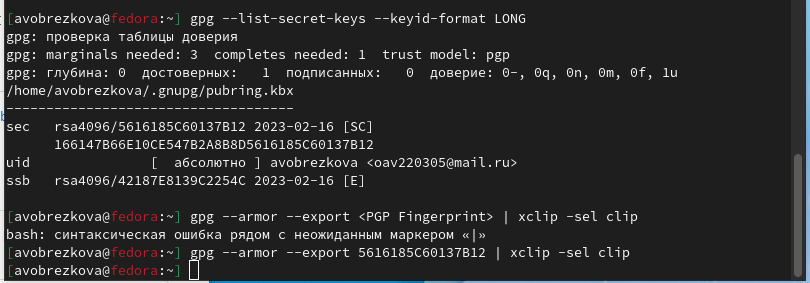 [avobrezkova@fedora:~] gpg --list-secret-keys --keyid-format LONG
gpg: проверка таблицы доверия
gpg: marginals needed: 3  completes needed: 1  trust model: pgp
gpg: глубина: 0  достоверных:   1  подписанных:   0  доверие: 0-, 0q, 0n, 0m, 0f, 1u
/home/avobrezkova/.gnupg/pubring.kbx
------------------------------------
sec   rsa4096/5616185C60137B12 2023-02-16 [SC]
      166147B66E10CE547B2A8B8D5616185C60137B12
uid                [  абсолютно ] avobrezkova <oav220305@mail.ru>
ssb   rsa4096/42187E8139C2254C 2023-02-16 [E]
[avobrezkova@fedora:~] gpg --armor --export <PGP Fingerprint> | xclip -sel clip
bash: синтаксическая ошибка рядом с неожиданным маркером «|»
[avobrezkova@fedora:~] gpg --armor --export 5616185C60137B12 | xclip -sel clip
[avobrezkova@fedora:~]